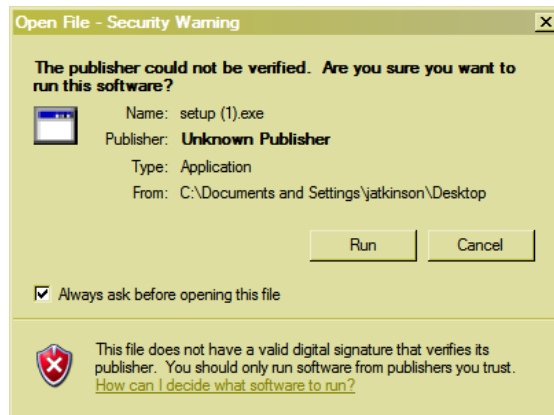 Open File - Security Warning
The publisher could not be verified.  Are you sure you want to
run this software?
Name: setup (1).exe
Publisher: Unknown Publisher
Type: Application
From: C:\Documents and Settings\jatkinson\Desktop
Run Cancel
Always ask before opening this file
This file does not have a valid digital signature that verifies its
publisher.  You should only run software from publishers you trust.
How can I decide what software to run?